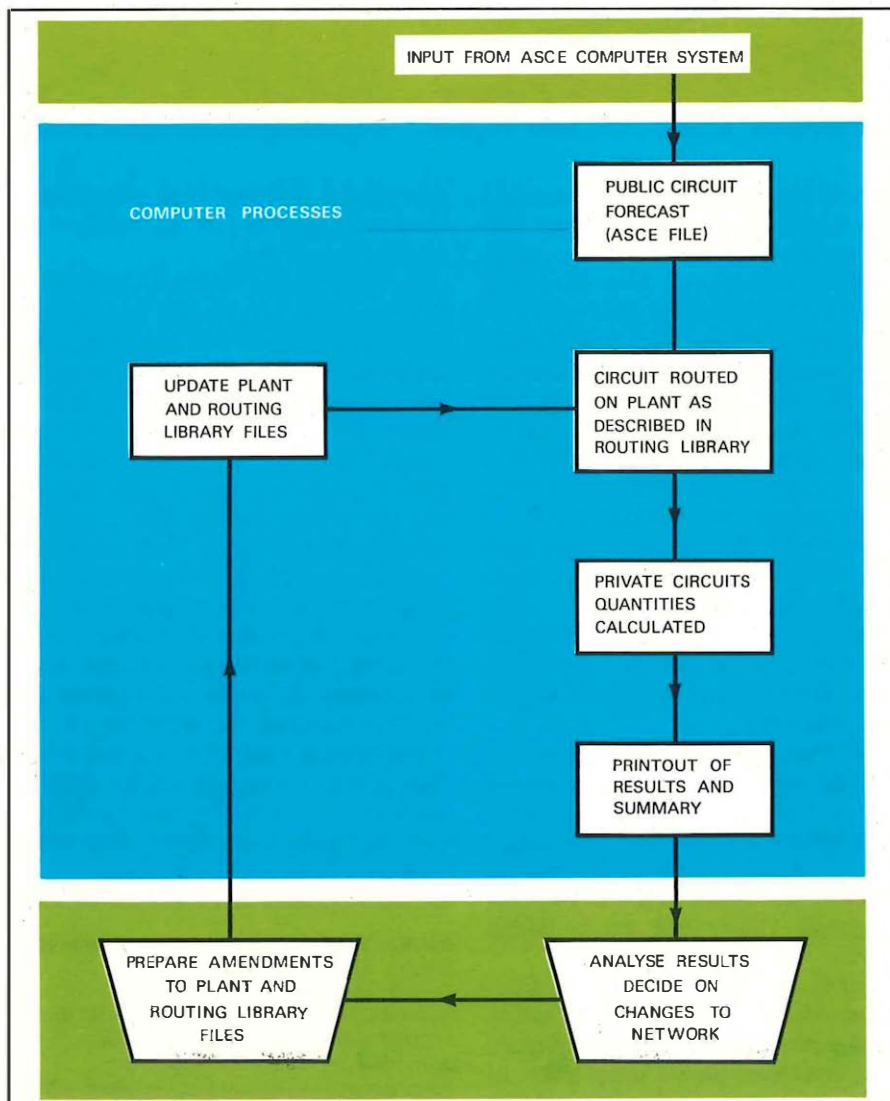 INPUT FROM ASCE COMPUTER SYSTEM
COMPUTER PROCESSES
PUBLIC CIRCUIT
FORECAST
(ASCE FILE)
UPDATE PLANT
AND ROUTING
LIBRARY FILES
CIRCUIT ROUTED
ON PLANT AS
DESCRIBED IN
ROUTING LIBRARY
PRIVATE CIRCUITS
QUANTITIES
CALCULATED
PRINTOUT OF
RESULTS AND
SUMMARY
PREPARE AMENDMENTS
TO PLANT AND
ROUTING LIBRARY
FILES
ANALYSE RESULTS
DECIDE ON
CHANGES TO
NETWORK